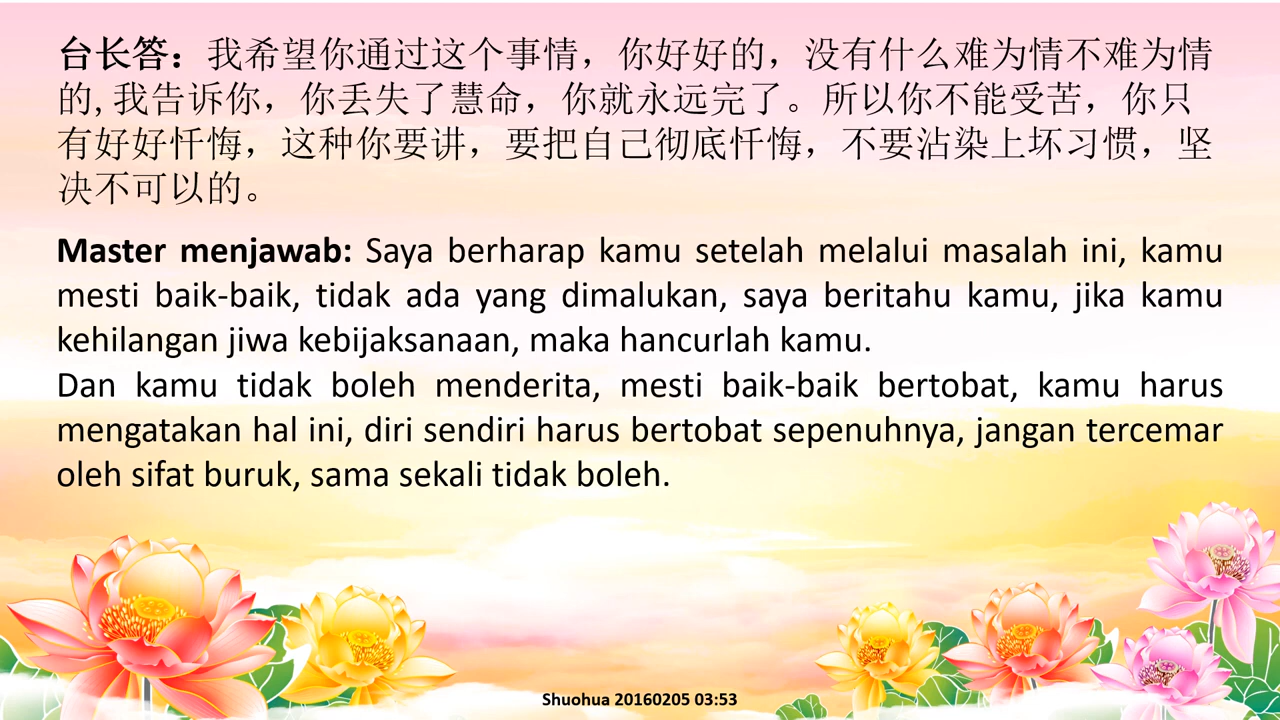 台长答：我希望你通过这个事情，你好好的，没有什么难为情不难为情
的,我告诉你，你丢失了慧命，你就永远完了。所以你不能受苦，你只
有好好忏悔，这种你要讲，要把自己彻底忏悔，不要沾染上坏习惯，坚
决不可以的。
Master menjawab: Saya berharap kamu setelah melalui masalah ini, kamu
mesti baik-baik, tidak ada yang dimalukan, saya beritahu kamu, jika kamu
kehilangan jiwa kebijaksanaan, maka hancurlah kamu.
Dan kamu tidak boleh menderita, mesti baik-baik bertobat, kamu harus
mengatakan hal ini, diri sendiri harus bertobat sepenuhnya, jangan tercemar
oleh sifat buruk, sama sekali tidak boleh.
Shuohua 20160205 03:53